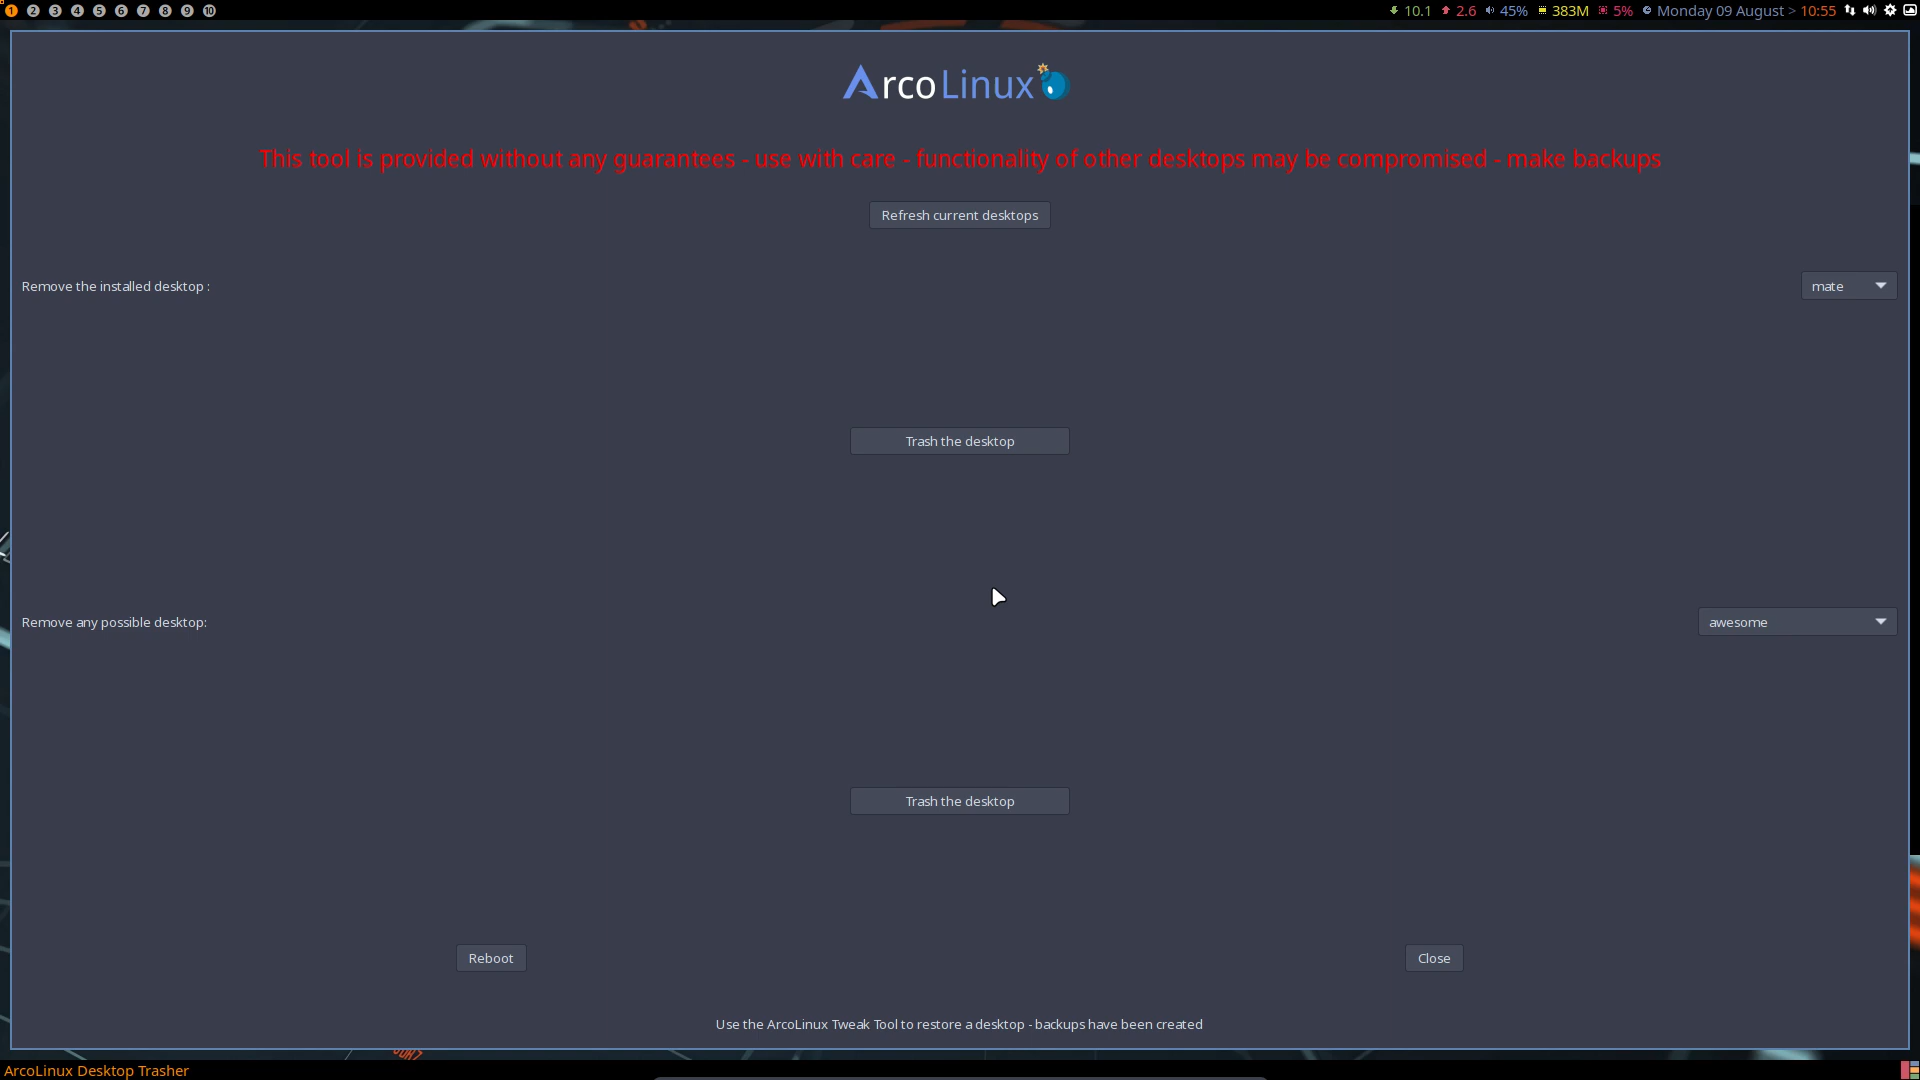 1 2 3 4 5 6 7 8 9 10 10.1 2.6 45% 383M 5% Monday 09 August > 10:55
ArcoLinux
This tool is provided without any guarantees - use with care - functionality of other desktops may be compromised - make backups
Refresh current desktops
Remove the installed desktop : mate
Trash the desktop
Remove any possible desktop: awesome
Trash the desktop
Reboot Close
Use the ArcoLinux Tweak Tool to restore a desktop - backups have been created
ArcoLinux Desktop Trasher